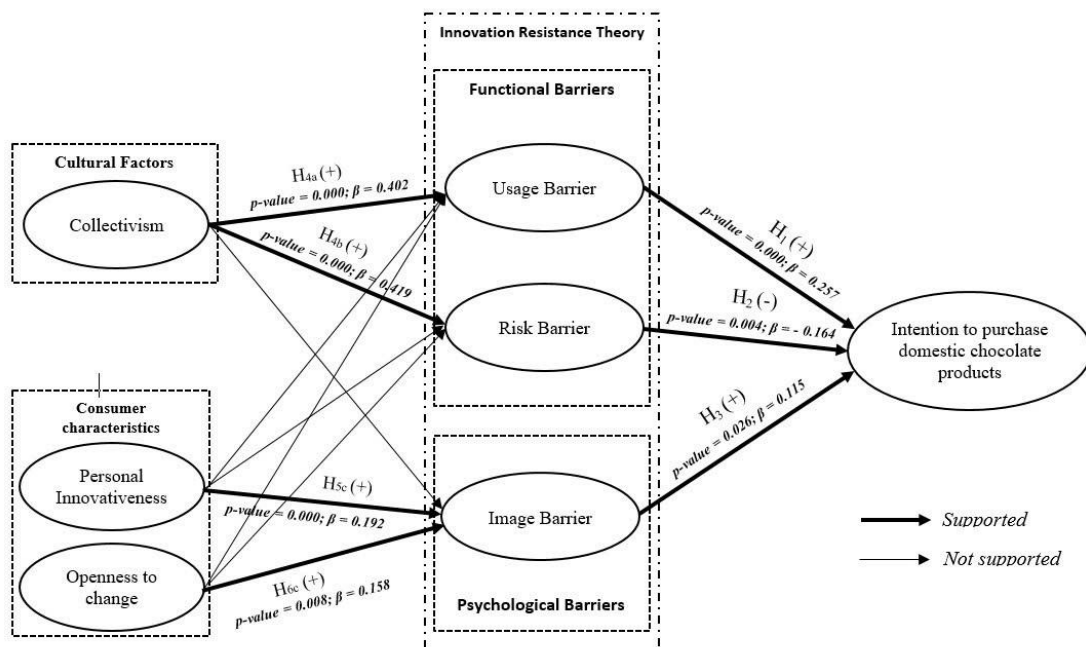 Innovation Resistance Theory
Functional Barriers
Cultural Factors
Collectivism
H4a (+)
p-value = 0.000; β = 0.402
H4b (+)
p-value = 0.000; β = 0.419
Usage Barrier
Risk Barrier
H1 (+)
p-value = 0.000; β = 0.257
H2 (-)
p-value = 0.004; β = - 0.164
H3 (+)
p-value = 0.026; β = 0.115
Intention to purchase
domestic chocolate
products
Consumer
characteristics
Personal
Innovativeness
Openness to
change
H5c (+)
p-value = 0.000; β = 0.192
H6c (+)
p-value = 0.008; β = 0.158
Image Barrier
Psychological Barriers
Supported
Not supported